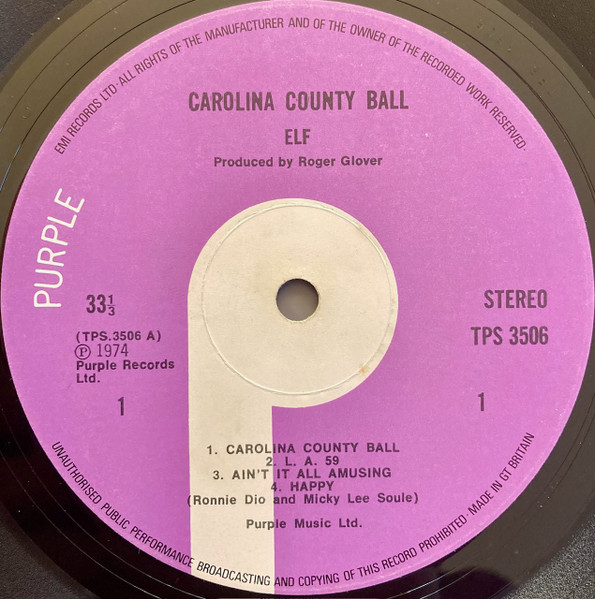 EMI RECORDS LTD · ALL RIGHTS OF THE MANUFACTURER AND OF THE OWNER OF THE RECORDED WORK RESERVED·
CAROLINA COUNTY BALL
ELF
Produced by Roger Glover
PURPLE
33⅓
STEREO
(TPS.3506 A)
TPS 3506
Ⓟ 1974
Purple Records
Ltd.
1
1
1. CAROLINA COUNTY BALL
2. L. A. 59
3. AIN'T IT ALL AMUSING
4. HAPPY
(Ronnie Dio and Micky Lee Soule)
Purple Music Ltd.
UNAUTHORISED PUBLIC PERFORMANCE BROADCASTING AND COPYING OF THIS RECORD PROHIBITED · MADE IN GT BRITAIN